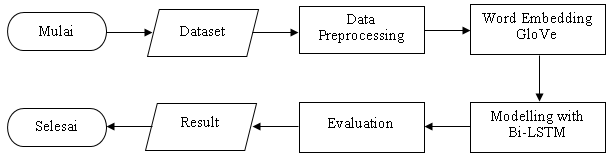 Mulai
Dataset
Data
Preprocessing
Word Embedding
GloVe
Modelling with
Bi-LSTM
Evaluation
Result
Selesai